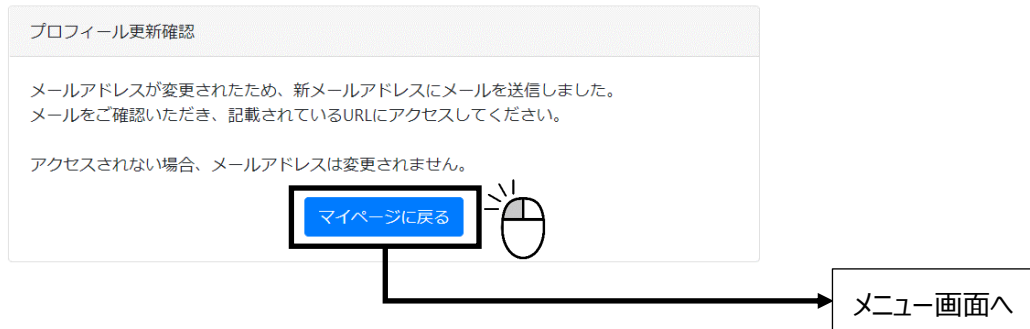 プロフィール更新確認
メールアドレスが変更されたため、新メールアドレスにメールを送信しました。
メールをご確認いただき、記載されているURLにアクセスしてください。
アクセスされない場合、メールアドレスは変更されません。
マイページに戻る
メニュー画面へ